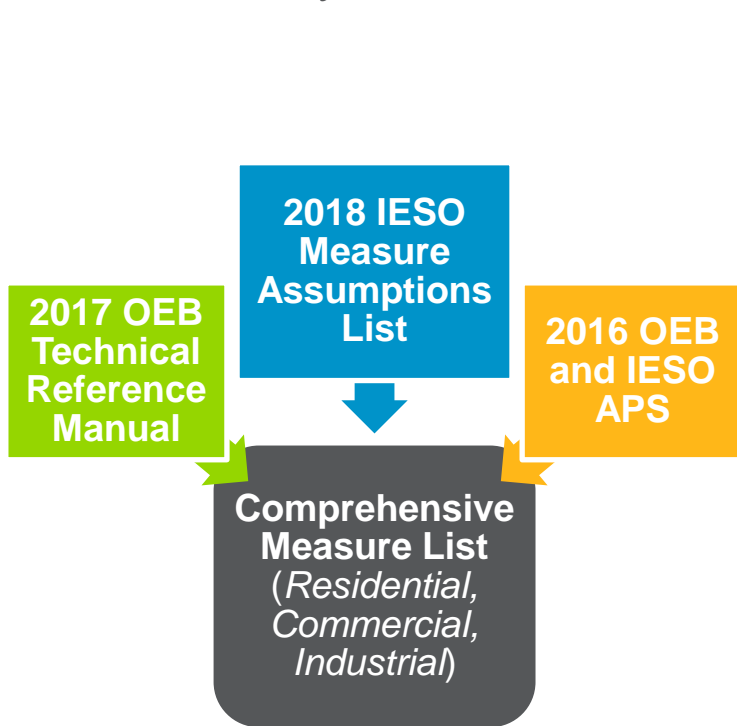 2017 OEB
Technical
Reference
Manual
2018 IESO
Measure
Assumptions
List
2016 OEB
and IESO
APS
Comprehensive
Measure List
(Residential,
Commercial,
Industrial)